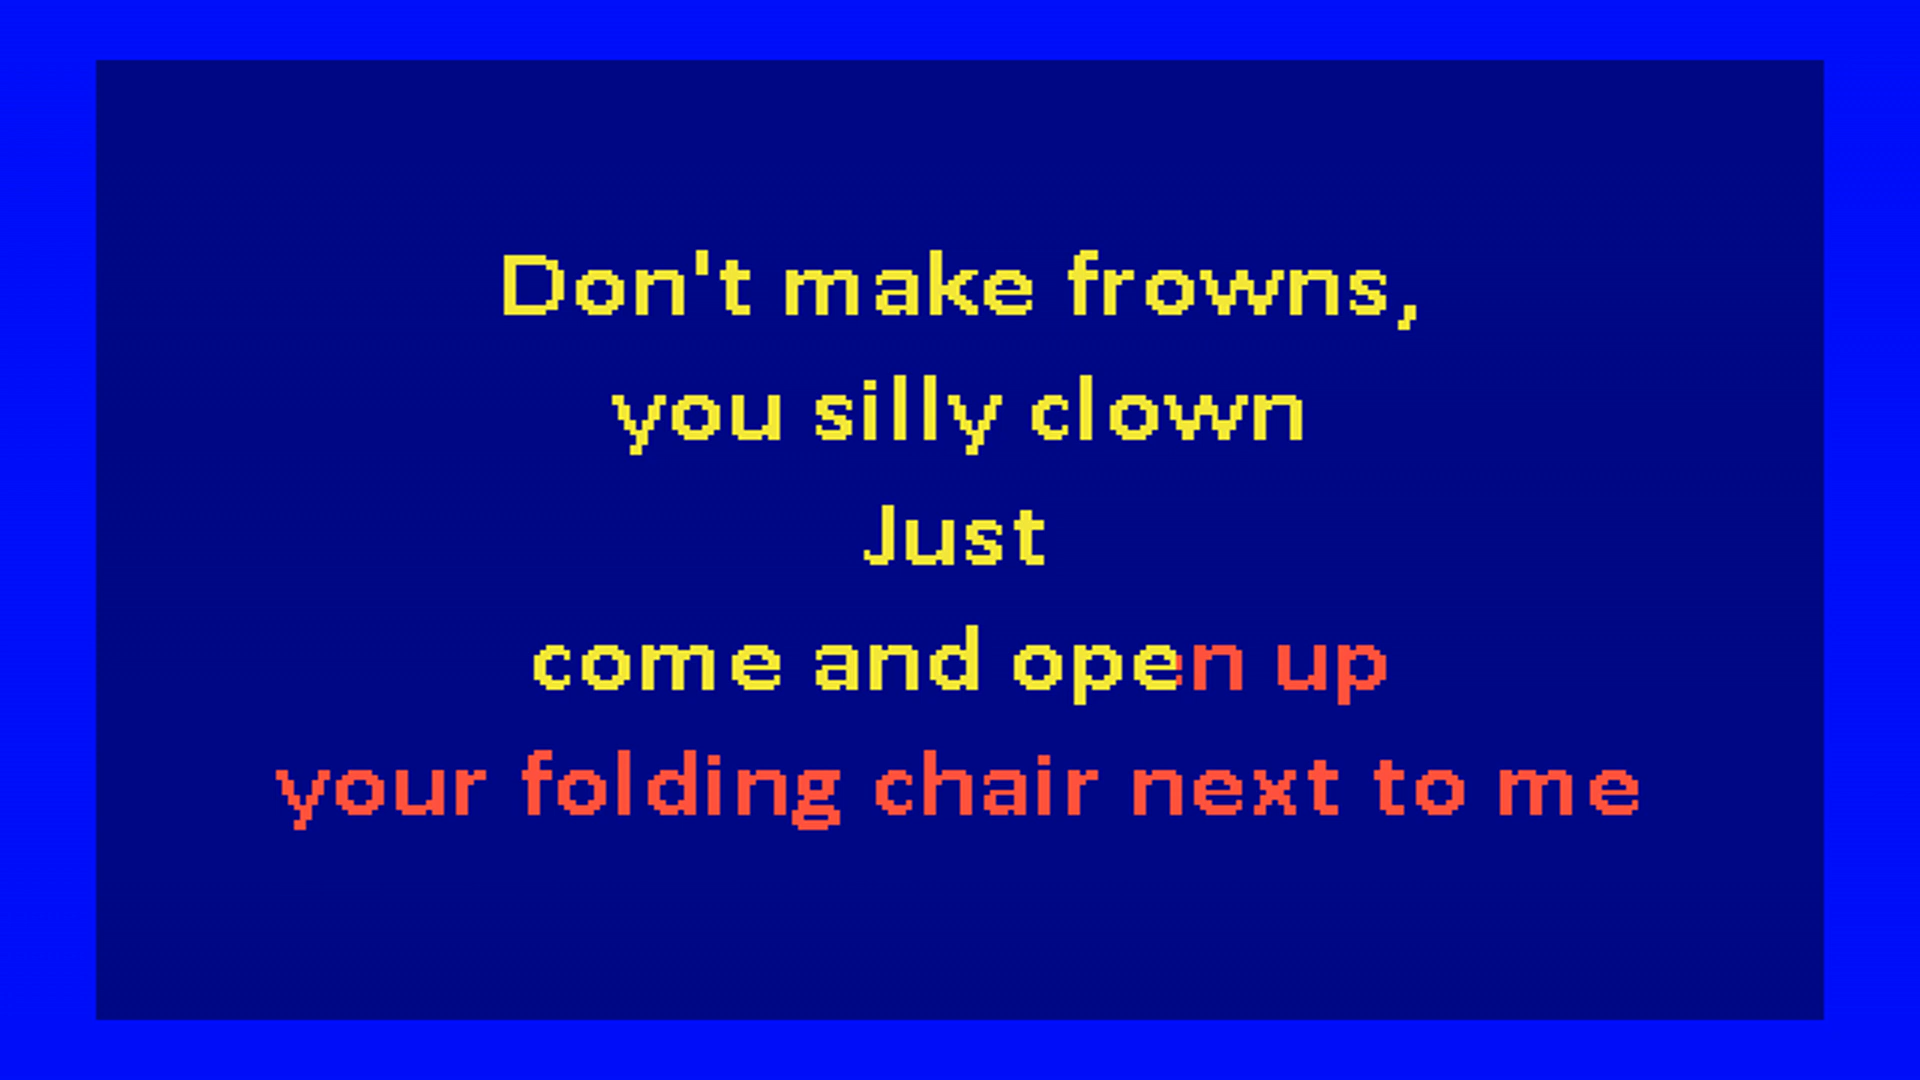 Don't make frowns,
you silly clown
Just
come and open up
your folding chair next to me